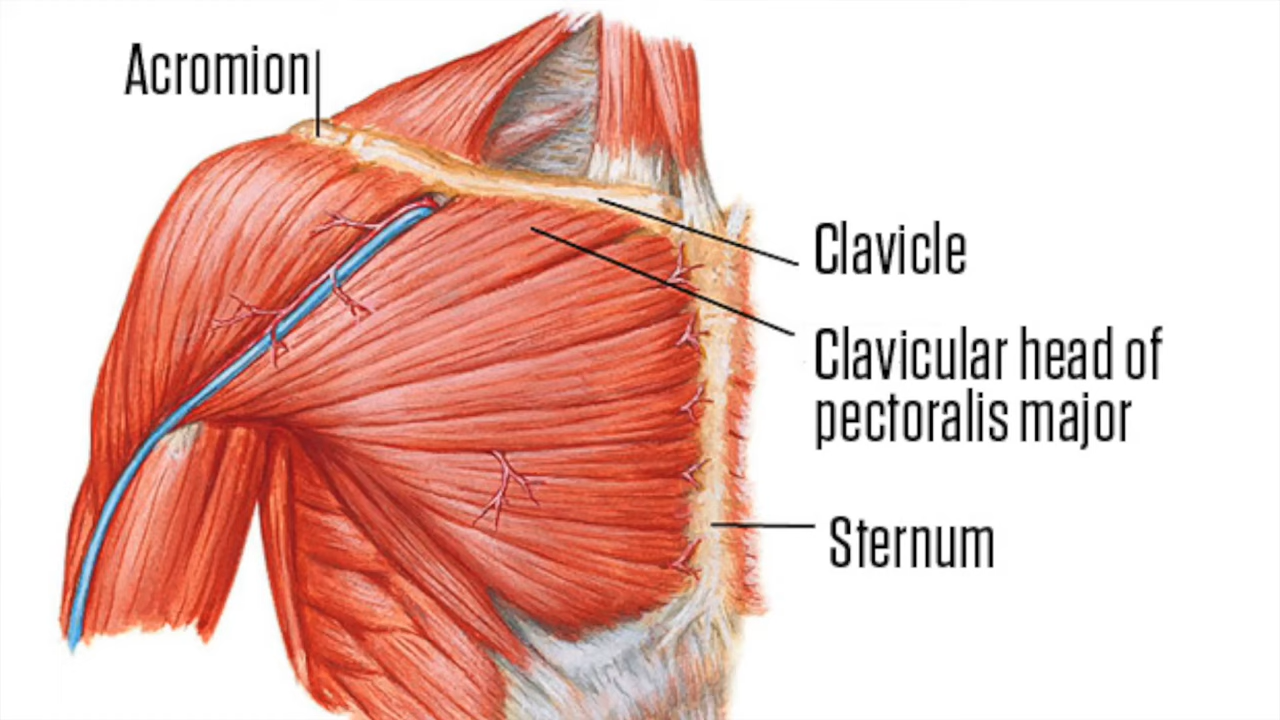 Acromion
Clavicle
Clavicular head of
pectoralis major
Sternum